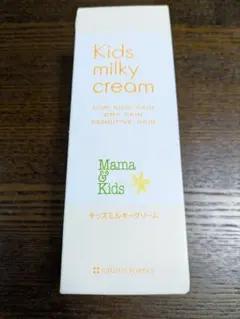 Kids
milky
cream
FOR KIDS' SKIN
DRY SKIN
SENSITIVE SKIN
Mama
&
Kids
キッズミルキークリーム